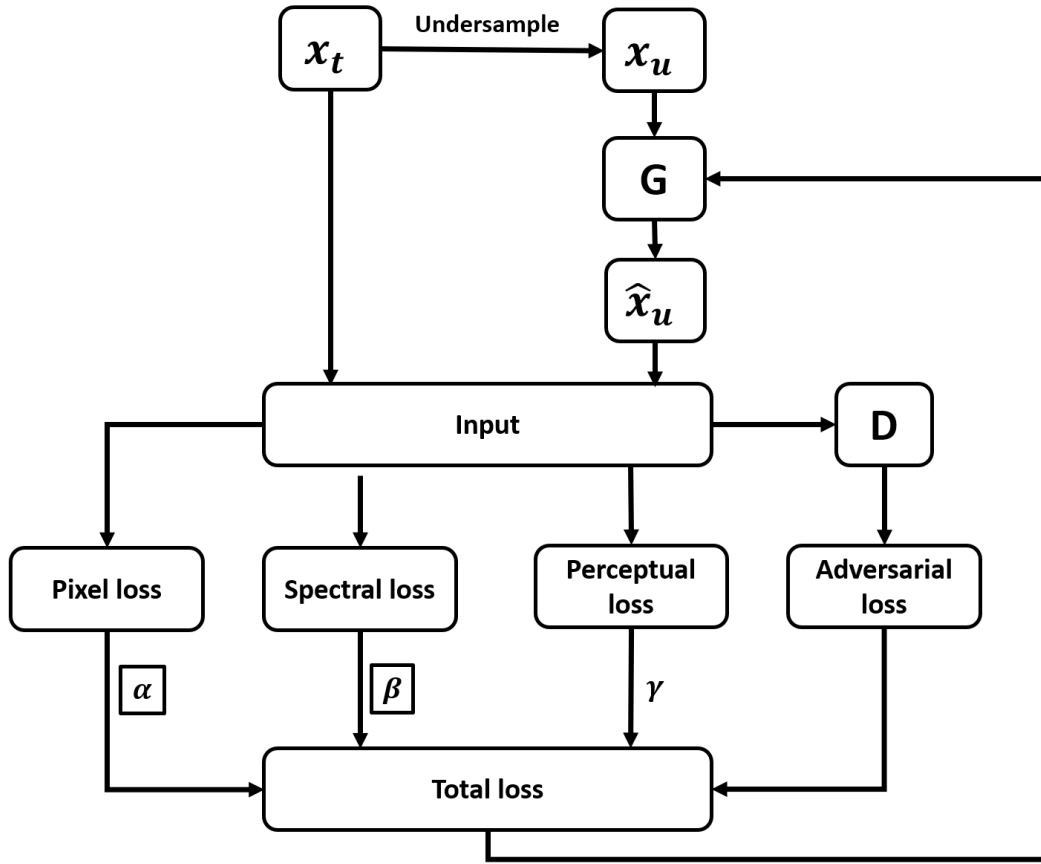 Undersample
x_t
x_u
G
x̂_u
Input
D
Pixel loss
Spectral loss
Perceptual
loss
Adversarial
loss
α
β
γ
Total loss